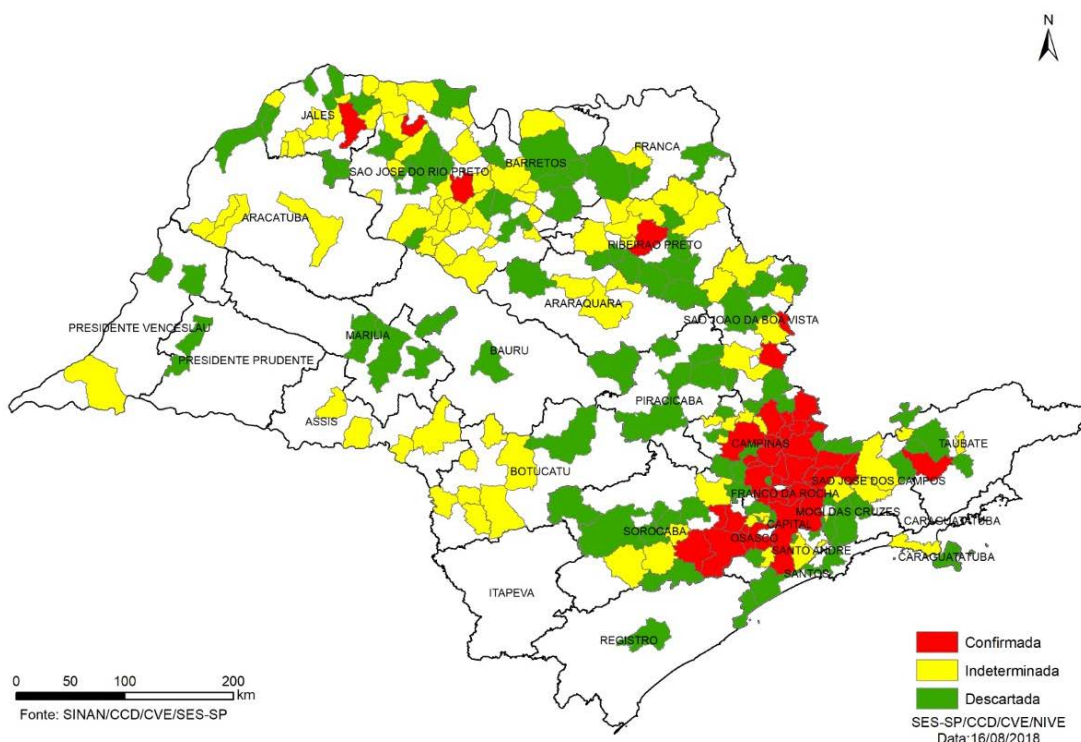 N
JALES
SAO JOSE DO RIO PRETO
BARRETOS
FRANCA
ARACATUBA
RIBEIRAO PRETO
ARARAQUARA
SAO JOAO DA BOA VISTA
PRESIDENTE VENCESLAU
PRESIDENTE PRUDENTE
MARILIA
BAURU
PIRACICABA
ASSIS
BOTUCATU
CAMPINAS
TAUBATE
SAO JOSE DOS CAMPOS
FRANCO DA ROCHA
MOGI DAS CRUZES
CARAGUATATUBA
CAPITAL
SOROCABA
OSASCO
SANTO ANDRE
CARAGUATATUBA
SANTOS
ITAPEVA
REGISTRO
Confirmada
Indeterminada
Descartada
0 50 100 200
km
Fonte: SINAN/CCD/CVE/SES-SP
SES-SP/CCD/CVE/NIVE
Data:16/08/2018